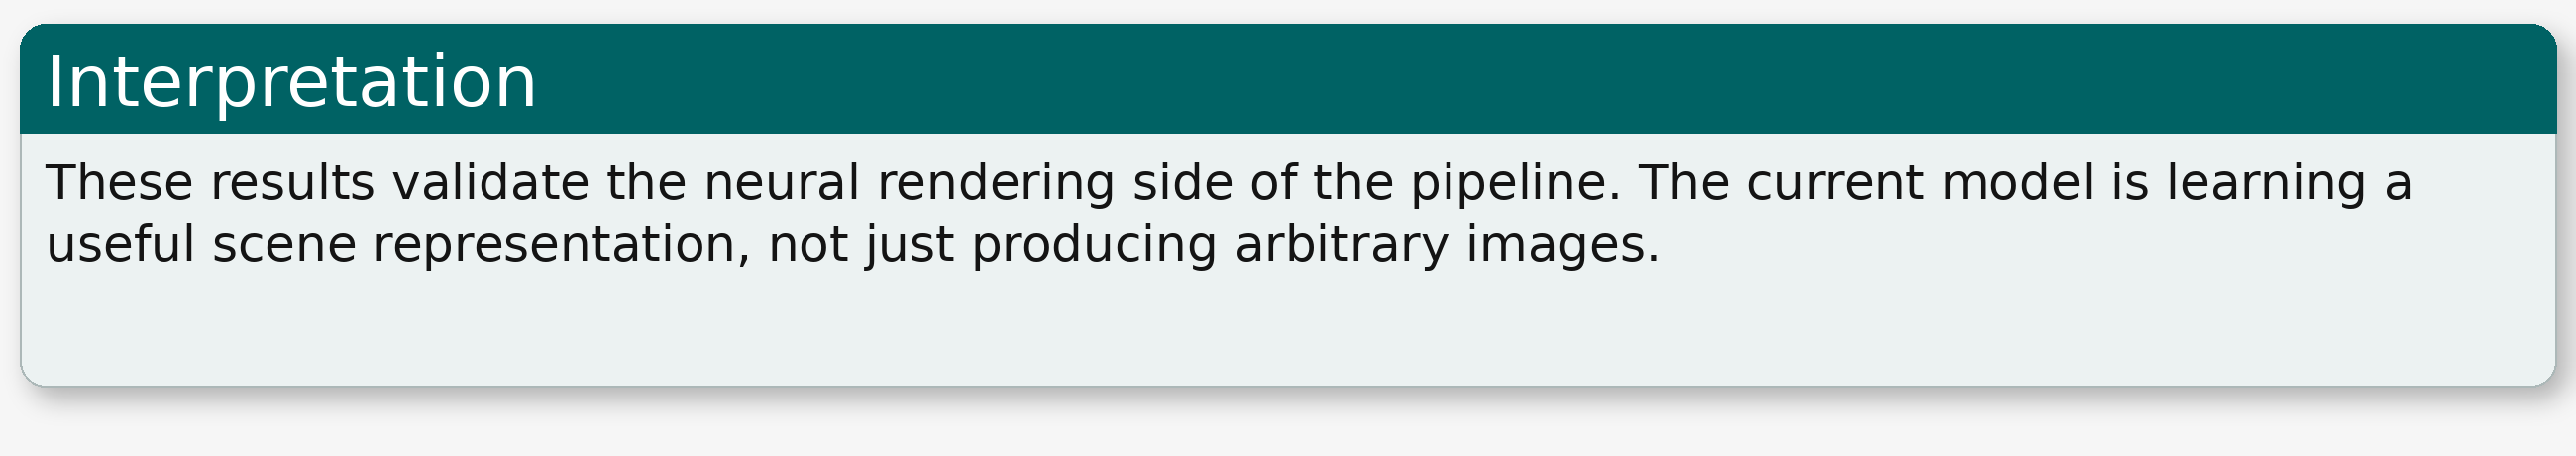 Interpretation
These results validate the neural rendering side of the pipeline. The current model is learning a
useful scene representation, not just producing arbitrary images.